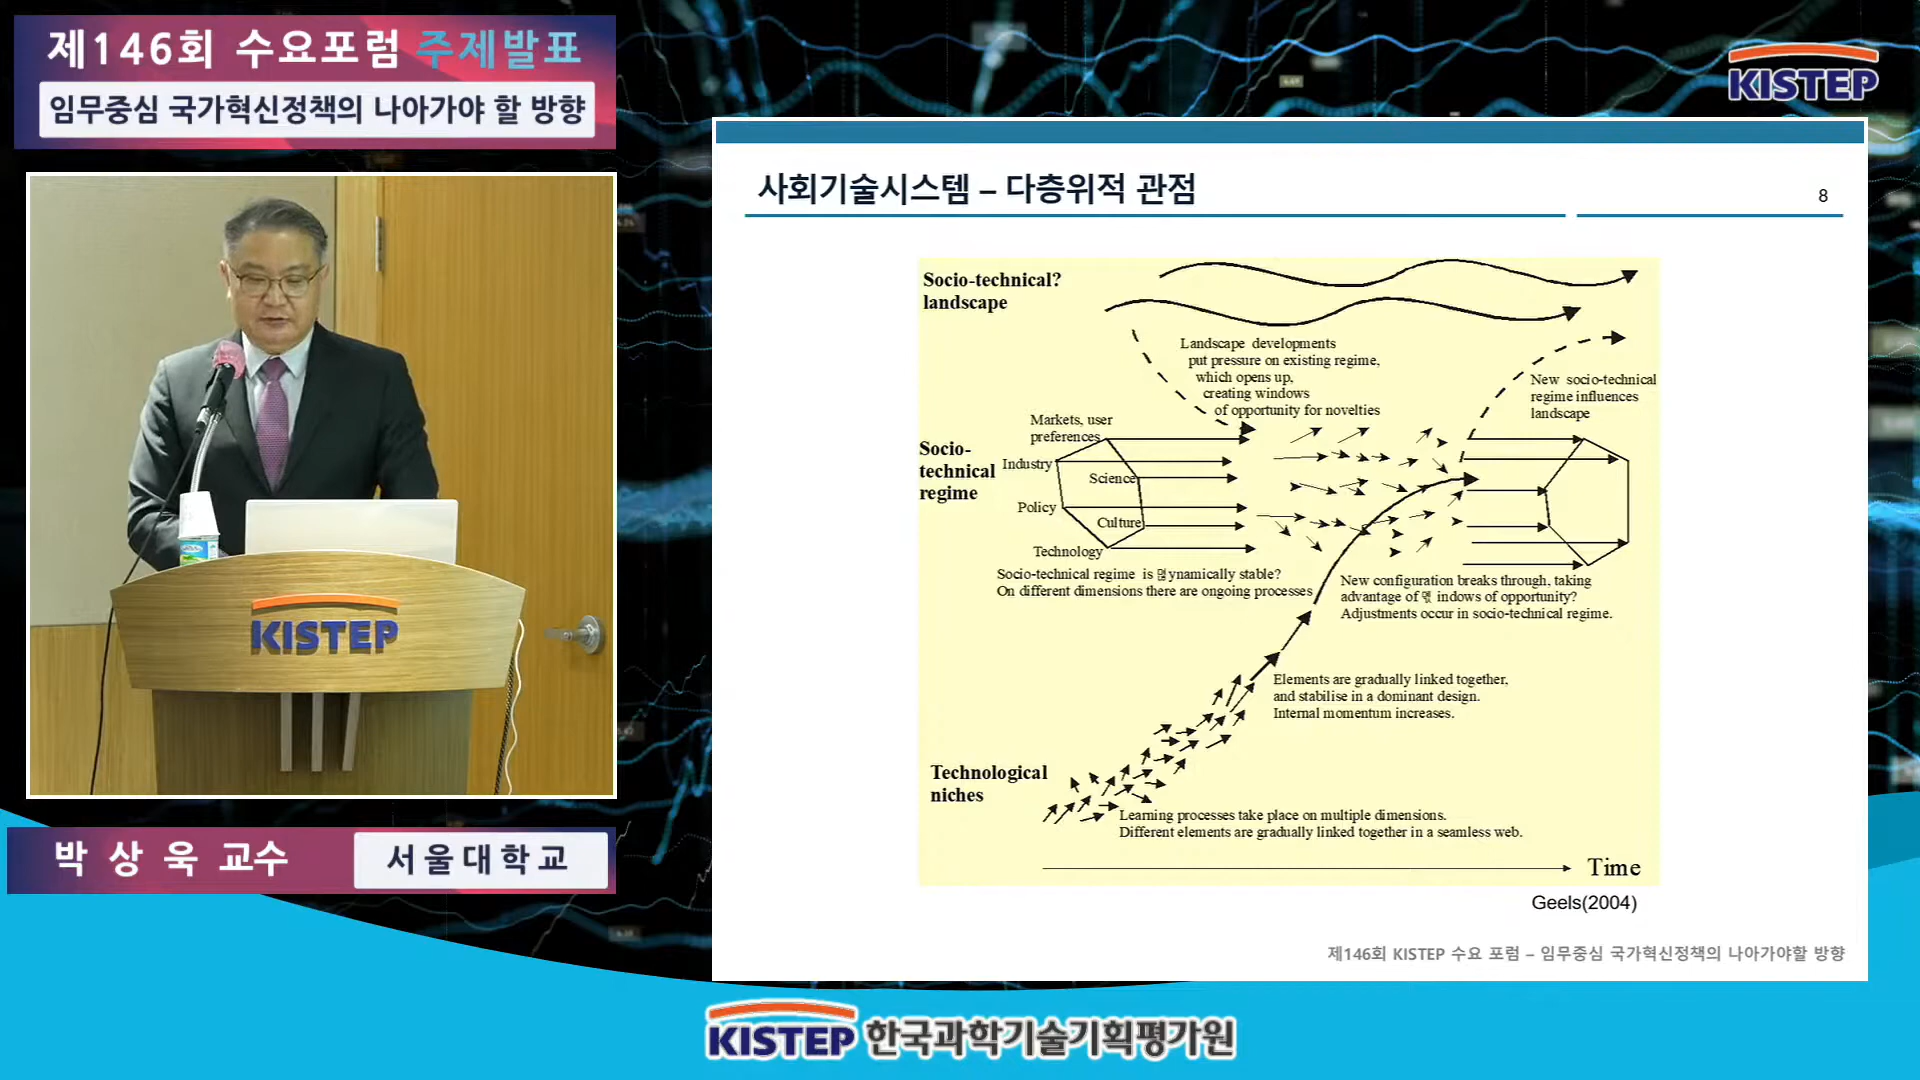 제146회 수요포럼 주제발표
임무중심 국가혁신정책의 나아가야 할 방향
KISTEP
사회기술시스템 – 다층위적 관점
8
Socio-technical?
landscape
Landscape developments
put pressure on existing regime,
which opens up,
creating windows
of opportunity for novelties
New socio-technical
regime influences
landscape
Markets, user
preferences
Socio-
technical
regime
Industry
Science
Policy
Culture
Technology
Socio-technical regime is ynamically stable?
On different dimensions there are ongoing processes
New configuration breaks through, taking
advantage of indows of opportunity?
Adjustments occur in socio-technical regime.
Elements are gradually linked together,
and stabilise in a dominant design.
Internal momentum increases.
Technological
niches
Learning processes take place on multiple dimensions.
Different elements are gradually linked together in a seamless web.
Time
Geels(2004)
제146회 KISTEP 수요 포럼 – 임무중심 국가혁신정책의 나아가야할 방향
KISTEP
박 상 욱 교수
서울대학교
KISTEP 한국과학기술기획평가원